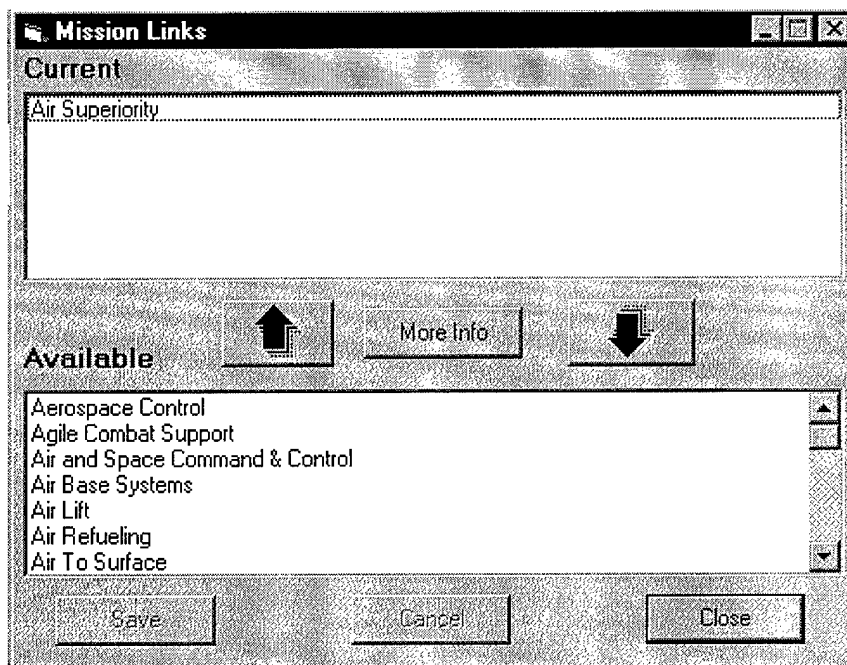 Mission Links
Current
Air Superiority
More Info
Available
Aerospace Control
Agile Combat Support
Air and Space Command & Control
Air Base Systems
Air Lift
Air Refueling
Air To Surface
Save
Cancel
Close